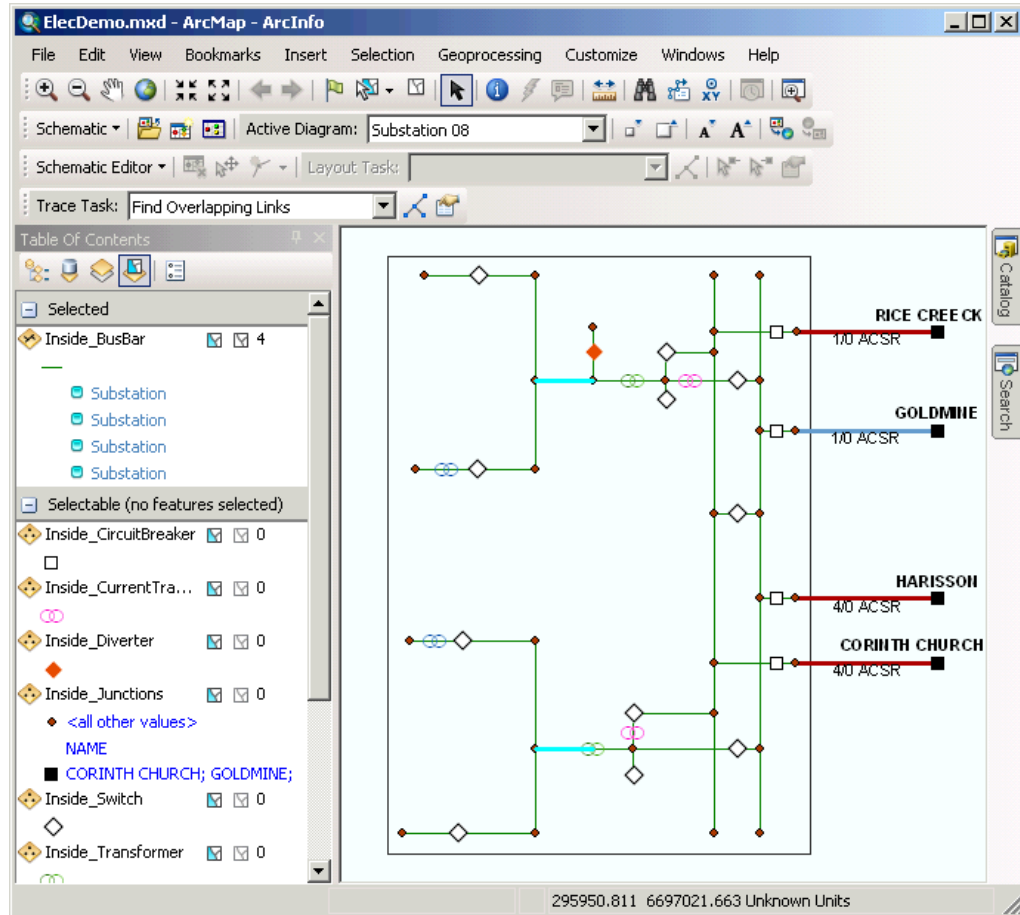 ElecDemo.mxd - ArcMap - ArcInfo
File Edit View Bookmarks Insert Selection Geoprocessing Customize Windows Help
Schematic Active Diagram: Substation 08
Schematic Editor Layout Task:
Trace Task: Find Overlapping Links
Table Of Contents
Selected
Inside_BusBar 4
Substation
Substation
Substation
Substation
Selectable (no features selected)
Inside_CircuitBreaker 0
Inside_CurrentTra... 0
Inside_Diverter 0
Inside_Junctions 0
<all other values>
NAME
CORINTH CHURCH; GOLDMINE;
Inside_Switch 0
Inside_Transformer 0
RICE CREECK
1/0 ACSR
GOLDMINE
1/0 ACSR
HARISSON
4/0 ACSR
CORINTH CHURCH
4/0 ACSR
Catalog
Search
295950.811 6697021.663 Unknown Units